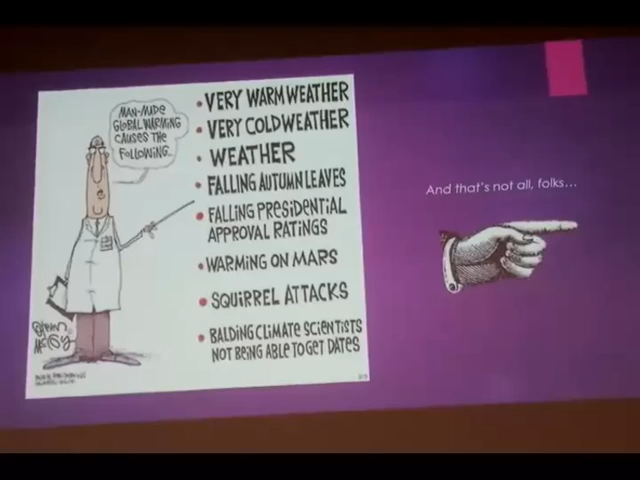 MAN-MADE
GLOBAL WARMING
CAUSES THE
FOLLOWING...
• VERY WARM WEATHER
• VERY COLD WEATHER
• WEATHER
• FALLING AUTUMN LEAVES
• FALLING PRESIDENTIAL
APPROVAL RATINGS
• WARMING ON MARS
• SQUIRREL ATTACKS
• BALDING CLIMATE SCIENTISTS
NOT BEING ABLE TO GET DATES
And that's not all, folks…